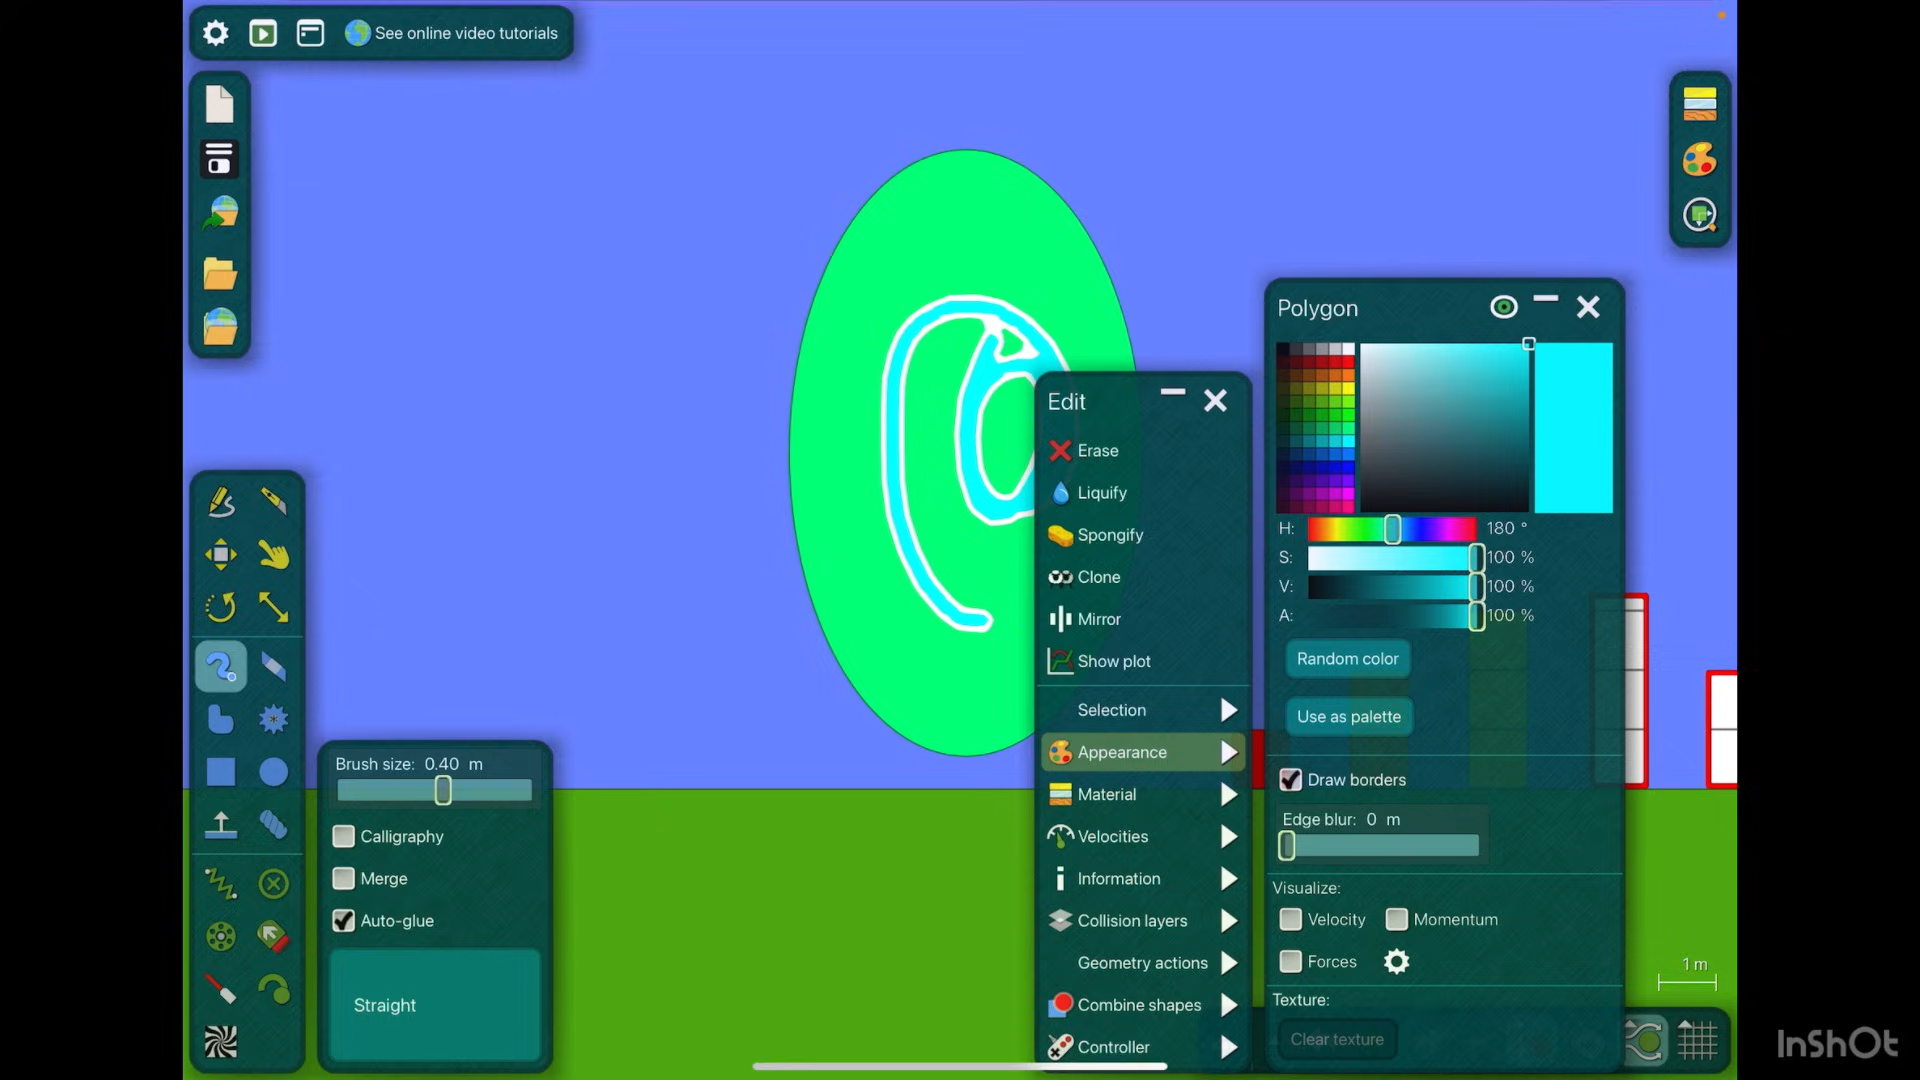 See online video tutorials
Polygon
H: 180 °
S: 100 %
V: 100 %
A: 100 %
Random color
Use as palette
Draw borders
Edge blur: 0 m
Visualize:
Velocity
Momentum
Forces
Texture:
Clear texture
Edit
Erase
Liquify
Spongify
Clone
Mirror
Show plot
Selection
Appearance
Material
Velocities
Information
Collision layers
Geometry actions
Combine shapes
Controller
Brush size: 0.40 m
Calligraphy
Merge
Auto-glue
Straight
1 m
InShOt